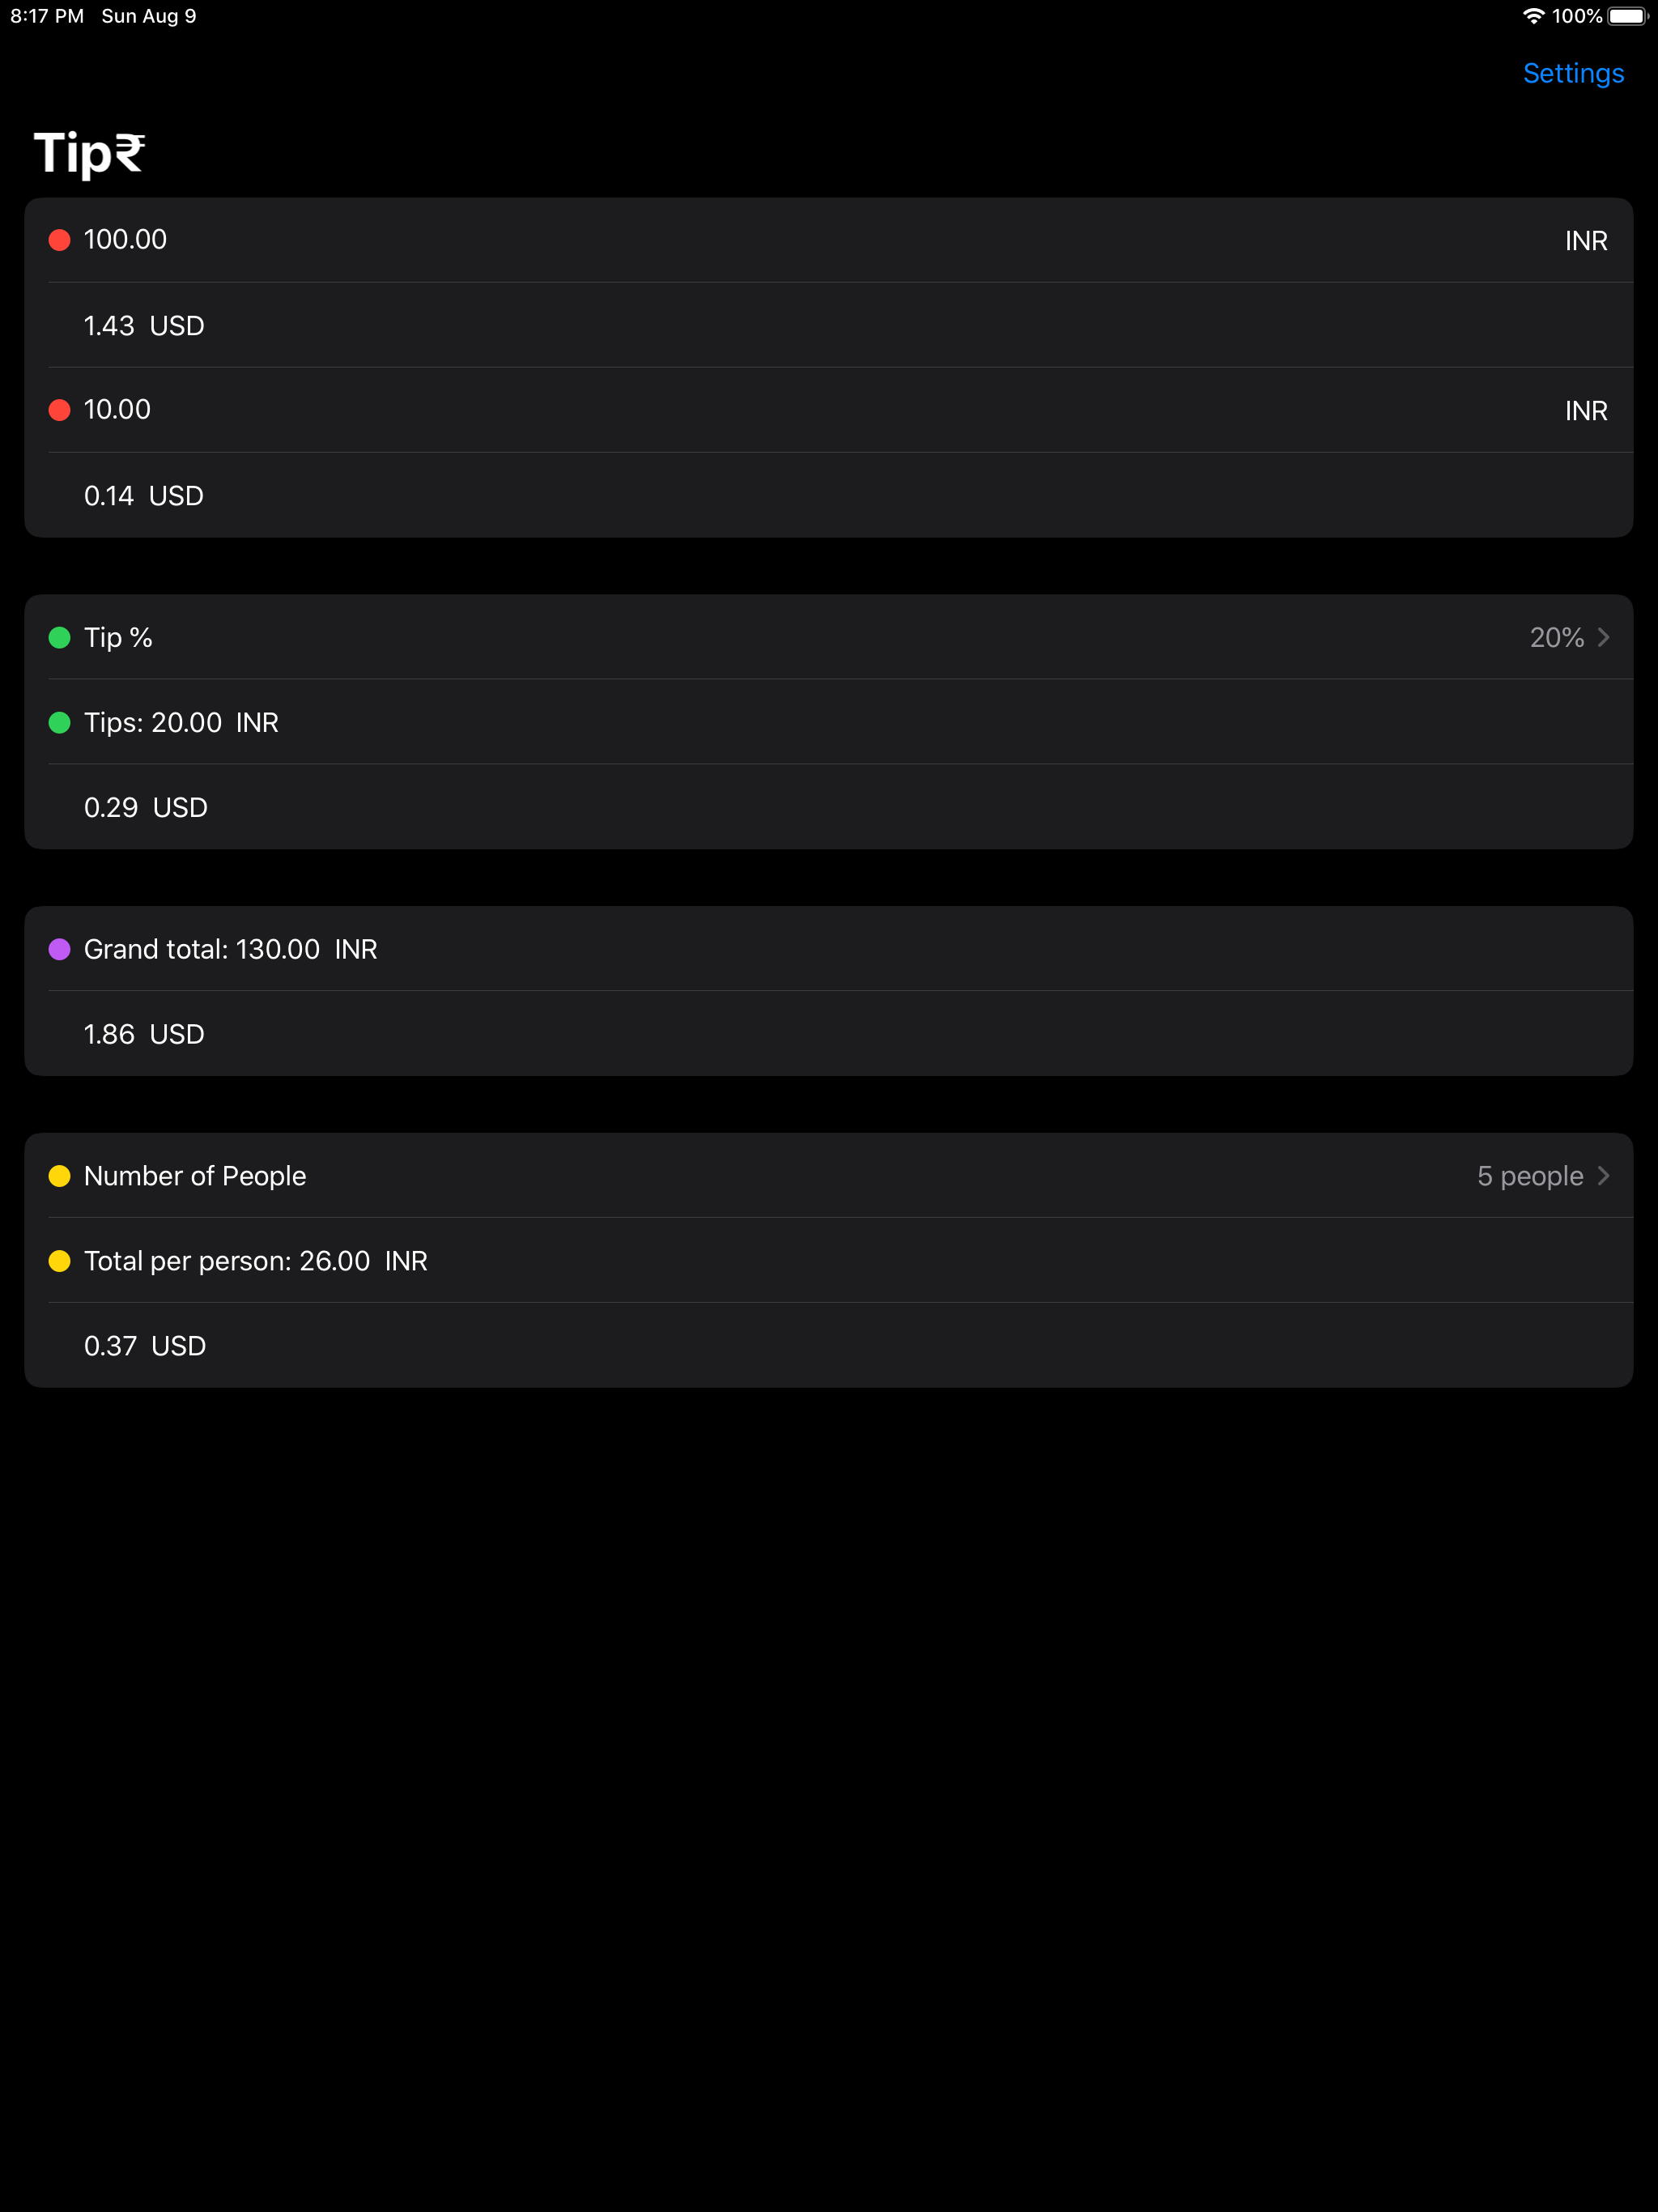 8:17 PM Sun Aug 9 100%
Settings
Tip₹
100.00 INR
1.43 USD
10.00 INR
0.14 USD
Tip % 20%
Tips: 20.00 INR
0.29 USD
Grand total: 130.00 INR
1.86 USD
Number of People 5 people
Total per person: 26.00 INR
0.37 USD